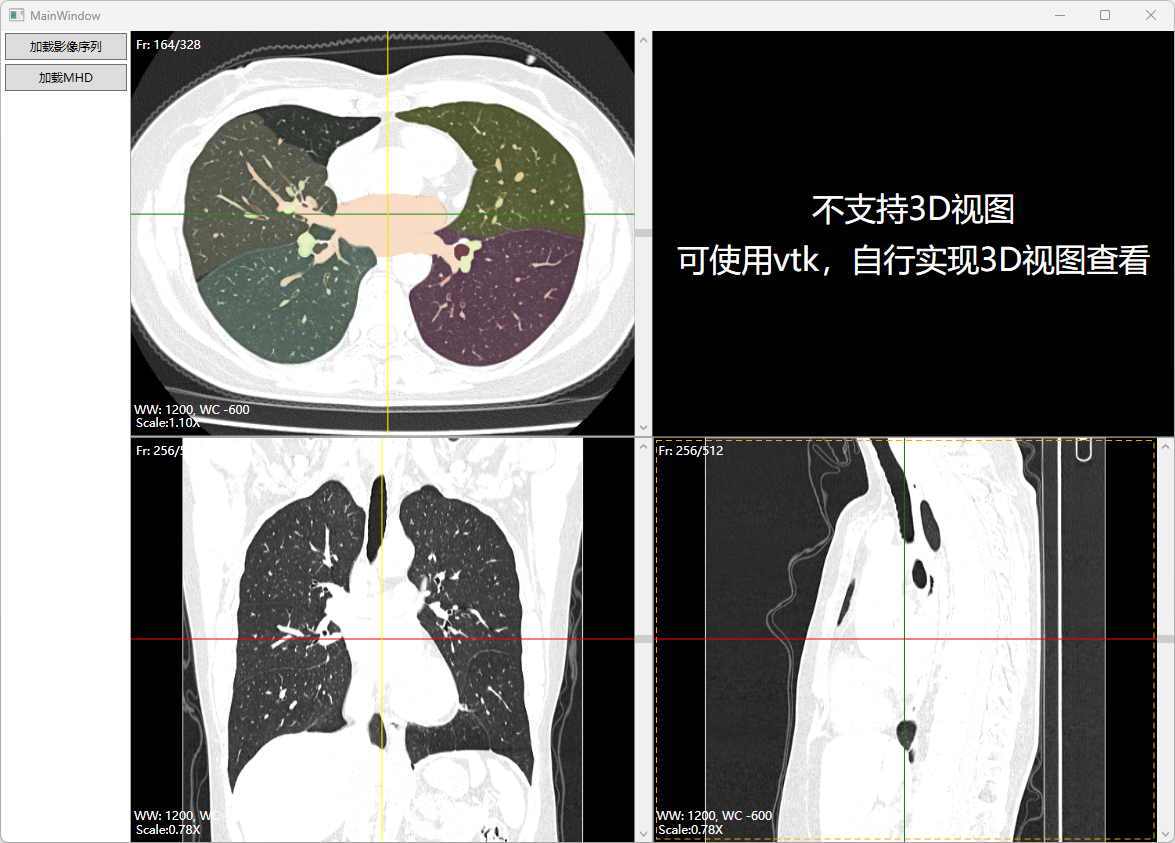 MainWindow
加载影像序列
加载MHD
Fr: 164/328
WW: 1200, WC -600
Scale:1.10X
不支持3D视图
可使用vtk，自行实现3D视图查看
Fr: 256/5
WW: 1200, WC
Scale:0.78X
Fr: 256/512
WW: 1200, WC -600
Scale:0.78X